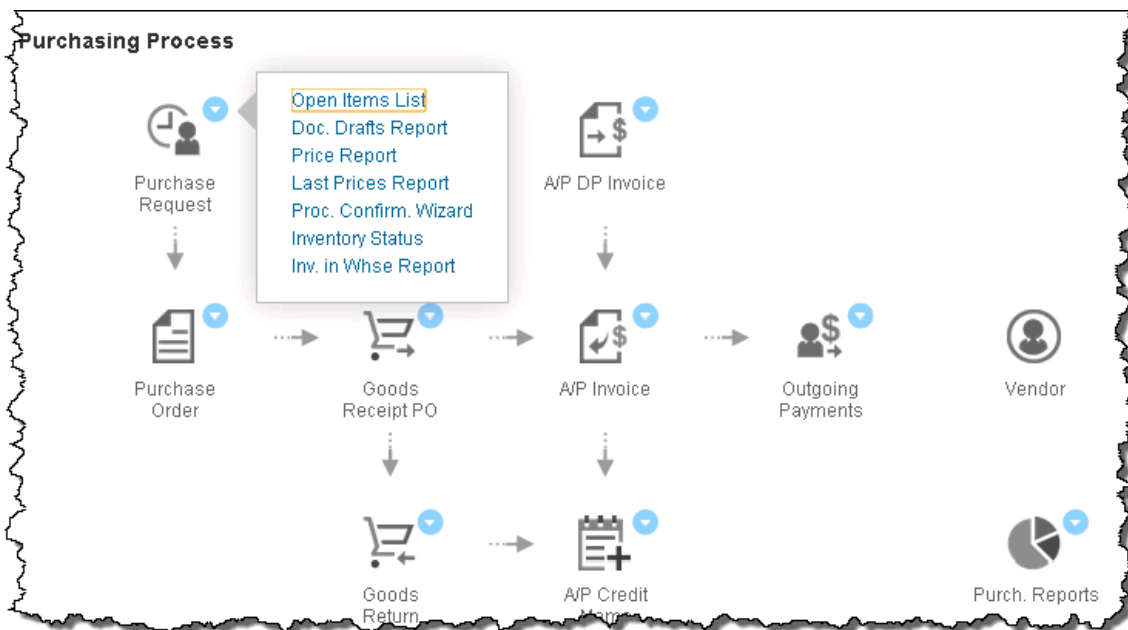 Purchasing Process
Open Items List
Doc. Drafts Report
Price Report
Last Prices Report
Proc. Confirm. Wizard
Inventory Status
Inv. in Whse Report
Purchase
Request
A/P DP Invoice
Purchase
Order
Goods
Receipt PO
A/P Invoice
Outgoing
Payments
Vendor
Goods
Return
A/P Credit
Purch. Reports